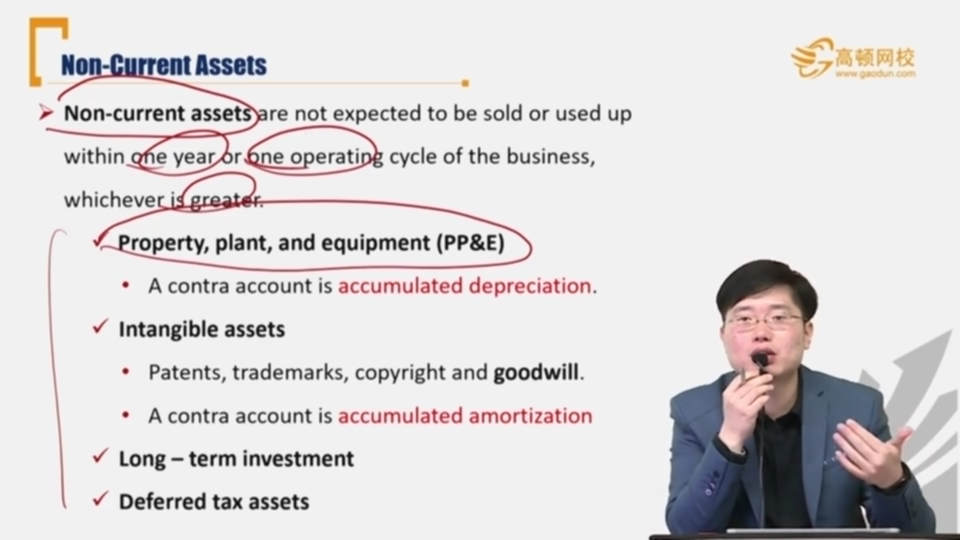 Non-Current Assets
高顿网校
www.gaodun.com
Non-current assets are not expected to be sold or used up
within one year or one operating cycle of the business,
whichever is greater.
Property, plant, and equipment (PP&E)
A contra account is accumulated depreciation.
Intangible assets
Patents, trademarks, copyright and goodwill.
A contra account is accumulated amortization
Long – term investment
Deferred tax assets